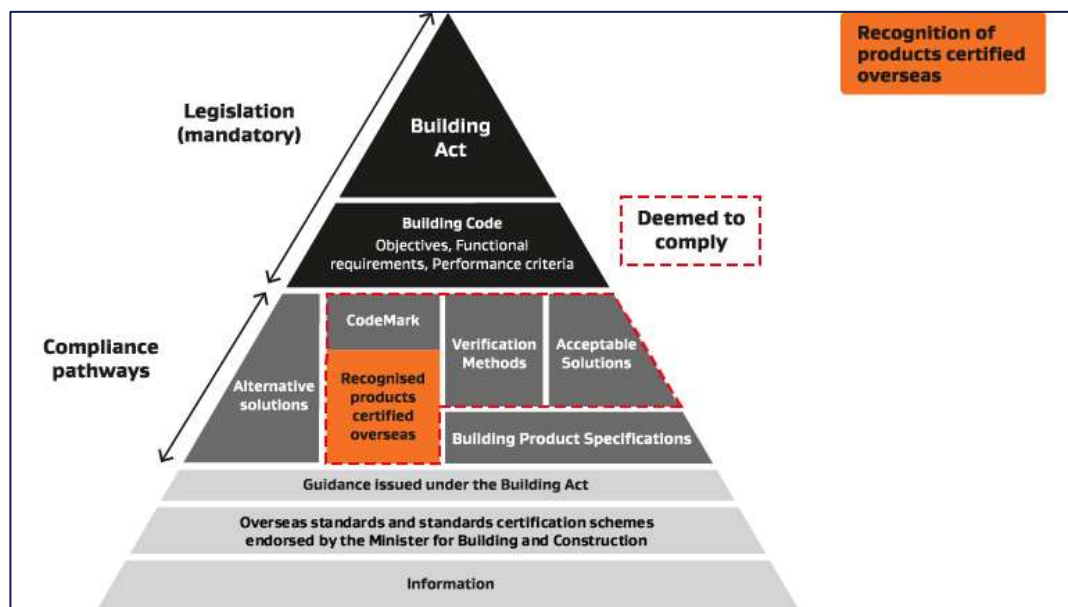 Recognition of
products certified
overseas
Legislation
(mandatory)
Building
Act
Building Code
Objectives, Functional
requirements, Performance criteria
Deemed to
comply
Compliance
pathways
Alternative
solutions
CodeMark
Recognised
products
certified
overseas
Verification
Methods
Acceptable
Solutions
Building Product Specifications
Guidance issued under the Building Act
Overseas standards and standards certification schemes
endorsed by the Minister for Building and Construction
Information